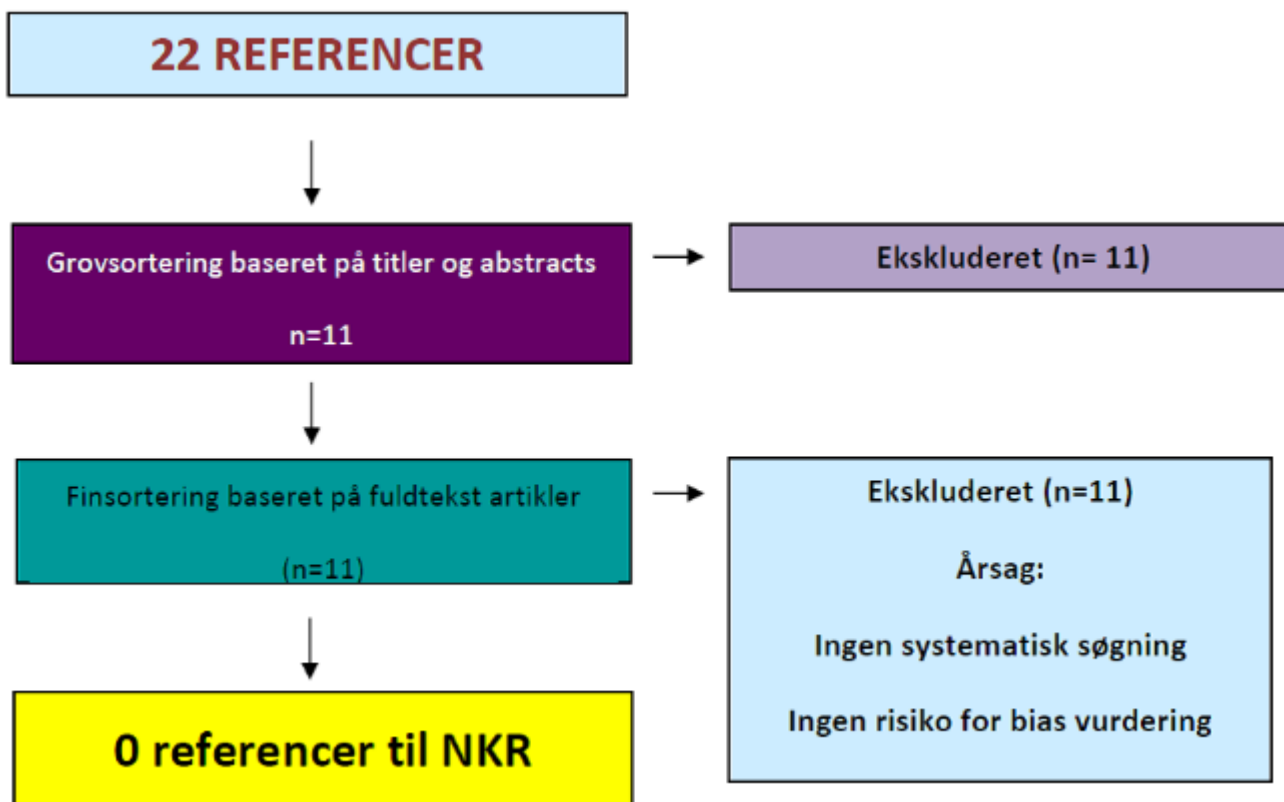 22 REFERENCER
Grovsortering baseret på titler og abstracts
n=11
Ekskluderet (n= 11)
Finsortering baseret på fuldtekst artikler
(n=11)
Ekskluderet (n=11)
Årsag:
Ingen systematisk søgning
Ingen risiko for bias vurdering
0 referencer til NKR